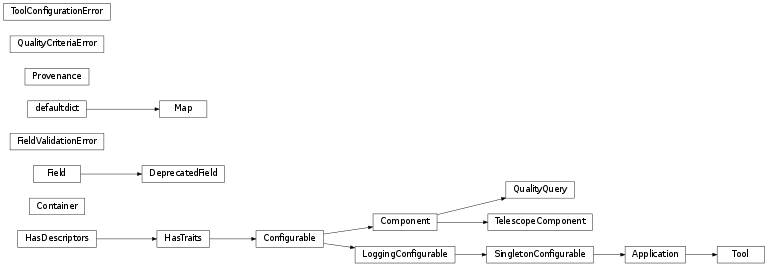 ToolConfigurationError
QualityCriteriaError
Provenance
defaultdict
Map
FieldValidationError
Field
DeprecatedField
QualityQuery
Container
Component
TelescopeComponent
HasDescriptors
HasTraits
Configurable
LoggingConfigurable
SingletonConfigurable
Application
Tool